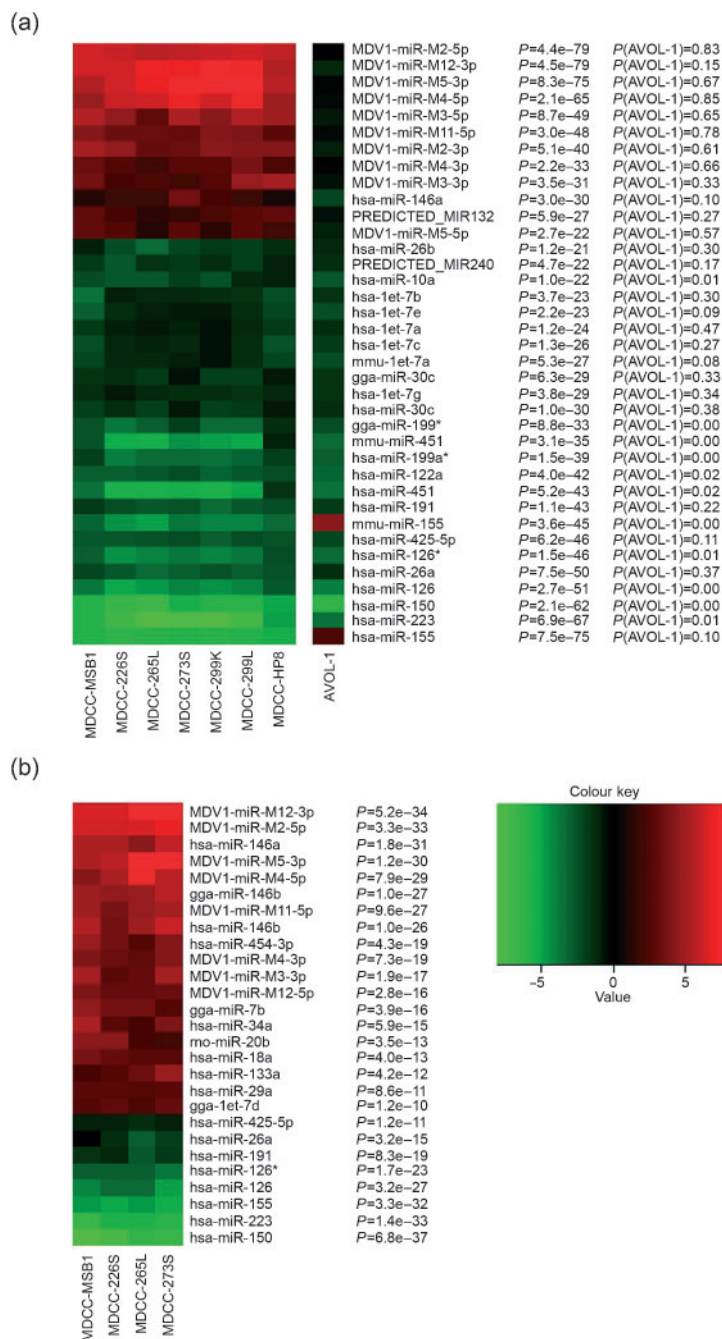 (a)
MDV1-miR-M2-5p P=4.4e–79 P(AVOL-1)=0.83
MDV1-miR-M12-3p P=4.5e–79 P(AVOL-1)=0.15
MDV1-miR-M5-3p P=8.3e–75 P(AVOL-1)=0.67
MDV1-miR-M4-5p P=2.1e–65 P(AVOL-1)=0.85
MDV1-miR-M3-5p P=8.7e–49 P(AVOL-1)=0.65
MDV1-miR-M11-5p P=3.0e–48 P(AVOL-1)=0.78
MDV1-miR-M2-3p P=5.1e–40 P(AVOL-1)=0.61
MDV1-miR-M4-3p P=2.2e–33 P(AVOL-1)=0.66
MDV1-miR-M3-3p P=3.5e–31 P(AVOL-1)=0.33
hsa-miR-146a P=3.0e–30 P(AVOL-1)=0.10
PREDICTED_MIR132 P=5.9e–27 P(AVOL-1)=0.27
MDV1-miR-M5-5p P=2.7e–22 P(AVOL-1)=0.57
hsa-miR-26b P=1.2e–21 P(AVOL-1)=0.30
PREDICTED_MIR240 P=4.7e–22 P(AVOL-1)=0.17
hsa-miR-10a P=1.0e–22 P(AVOL-1)=0.01
hsa-1et-7b P=3.7e–23 P(AVOL-1)=0.30
hsa-1et-7e P=2.2e–23 P(AVOL-1)=0.09
hsa-1et-7a P=1.2e–24 P(AVOL-1)=0.47
hsa-1et-7c P=1.3e–26 P(AVOL-1)=0.27
mmu-1et-7a P=5.3e–27 P(AVOL-1)=0.08
gga-miR-30c P=6.3e–29 P(AVOL-1)=0.33
hsa-1et-7g P=3.8e–29 P(AVOL-1)=0.34
hsa-miR-30c P=1.0e–30 P(AVOL-1)=0.38
gga-miR-199* P=8.8e–33 P(AVOL-1)=0.00
mmu-miR-451 P=3.1e–35 P(AVOL-1)=0.00
hsa-miR-199a* P=1.5e–39 P(AVOL-1)=0.00
hsa-miR-122a P=4.0e–42 P(AVOL-1)=0.02
hsa-miR-451 P=5.2e–43 P(AVOL-1)=0.02
hsa-miR-191 P=1.1e–43 P(AVOL-1)=0.22
mmu-miR-155 P=3.6e–45 P(AVOL-1)=0.00
hsa-miR-425-5p P=6.2e–46 P(AVOL-1)=0.11
hsa-miR-126* P=1.5e–46 P(AVOL-1)=0.01
hsa-miR-26a P=7.5e–50 P(AVOL-1)=0.37
hsa-miR-126 P=2.7e–51 P(AVOL-1)=0.00
hsa-miR-150 P=2.1e–62 P(AVOL-1)=0.00
hsa-miR-223 P=6.9e–67 P(AVOL-1)=0.01
hsa-miR-155 P=7.5e–75 P(AVOL-1)=0.10
MDCC-MSB1
MDCC-226S
MDCC-265L
MDCC-273S
MDCC-299K
MDCC-299L
MDCC-HP8
AVOL-1
(b)
MDV1-miR-M12-3p P=5.2e–34
MDV1-miR-M2-5p P=3.3e–33
hsa-miR-146a P=1.8e–31
MDV1-miR-M5-3p P=1.2e–30
MDV1-miR-M4-5p P=7.9e–29
gga-miR-146b P=1.0e–27
MDV1-miR-M11-5p P=9.6e–27
hsa-miR-146b P=1.0e–26
hsa-miR-454-3p P=4.3e–19
MDV1-miR-M4-3p P=7.3e–19
MDV1-miR-M3-3p P=1.9e–17
MDV1-miR-M12-5p P=2.8e–16
gga-miR-7b P=3.9e–16
hsa-miR-34a P=5.9e–15
rno-miR-20b P=3.5e–13
hsa-miR-18a P=4.0e–13
hsa-miR-133a P=4.2e–12
hsa-miR-29a P=8.6e–11
gga-1et-7d P=1.2e–10
hsa-miR-425-5p P=1.2e–11
hsa-miR-26a P=3.2e–15
hsa-miR-191 P=8.3e–19
hsa-miR-126* P=1.7e–23
hsa-miR-126 P=3.2e–27
hsa-miR-155 P=3.3e–32
hsa-miR-223 P=1.4e–33
hsa-miR-150 P=6.8e–37
MDCC-MSB1
MDCC-226S
MDCC-265L
MDCC-273S
Colour key
–5 0 5
Value